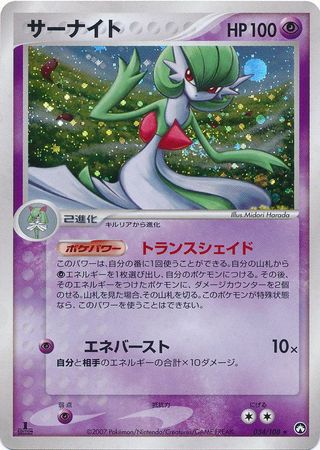 サーナイト HP100
Illus. Midori Harada
2進化
キルリアから進化
ポケパワー トランスシェイド
このパワーは、自分の番に1回使うことができる。自分の山札から
エネルギーを1枚選び出し、自分のポケモンにつける。その後、
そのエネルギーをつけたポケモンに、ダメージカウンターを2個
のせる。山札を見た場合、その山札を切る。このポケモンが特殊状態
なら、このパワーを使うことはできない。
エネバースト 10×
自分と相手のエネルギーの合計×10ダメージ。
弱点 抵抗力 にげる
1 EDITION
034/108 ★
©2007 Pokémon/Nintendo/Creatures/GAME FREAK.